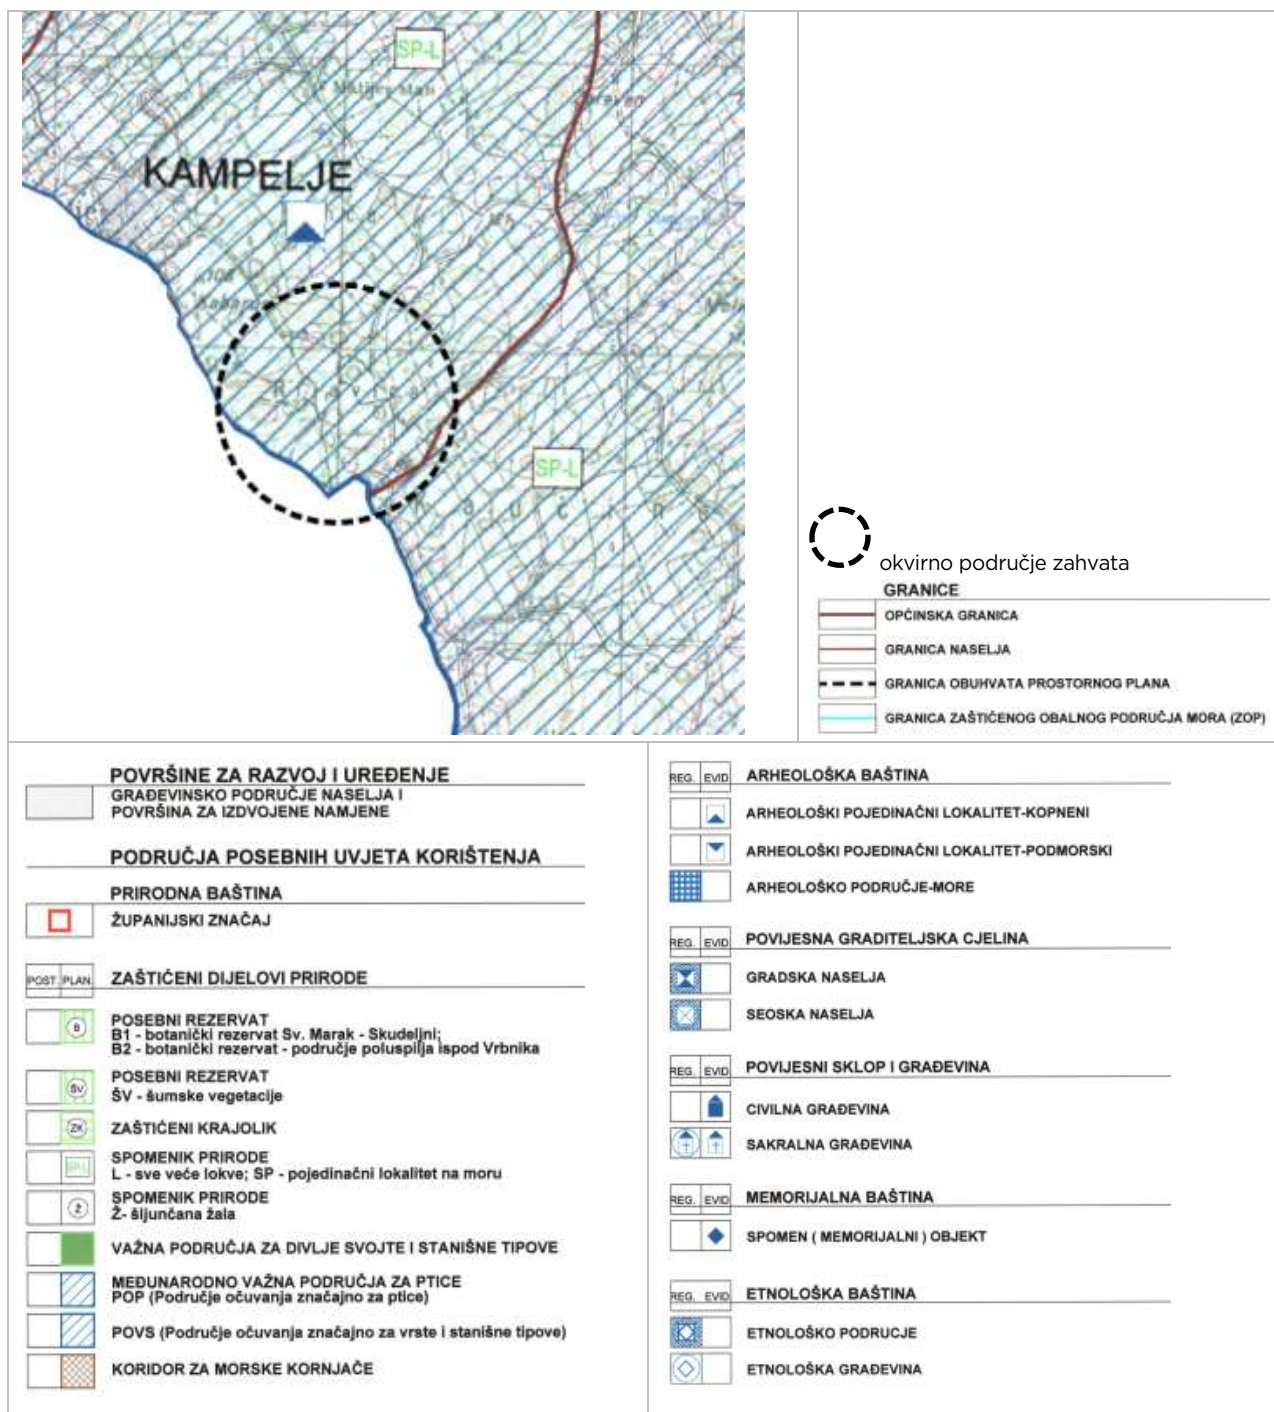 SP-L
KAMPELJE
SP-L
okvirno područje zahvata
GRANICE
OPĆINSKA GRANICA
GRANICA NASELJA
GRANICA OBUHVATA PROSTORNOG PLANA
GRANICA ZAŠTIĆENOG OBALNOG PODRUČJA MORA (ZOP)
POVRŠINE ZA RAZVOJ I UREĐENJE
GRAĐEVINSKO PODRUČJE NASELJA I
POVRŠINA ZA IZDVOJENE NAMJENE
PODRUČJA POSEBNIH UVJETA KORIŠTENJA
PRIRODNA BAŠTINA
ŽUPANIJSKI ZNAČAJ
POST. PLAN. ZAŠTIĆENI DIJELOVI PRIRODE
POSEBNI REZERVAT
B B1 - botanički rezervat Sv. Marak - Skudeljni;
B2 - botanički rezervat - područje poluspilja ispod Vrbnika
POSEBNI REZERVAT
ŠV ŠV - šumske vegetacije
ZK ZAŠTIĆENI KRAJOLIK
SPOMENIK PRIRODE
SP-L L - sve veće lokve; SP - pojedinačni lokalitet na moru
SPOMENIK PRIRODE
Ž Ž- šljunčana žala
VAŽNA PODRUČJA ZA DIVLJE SVOJTE I STANIŠNE TIPOVE
MEĐUNARODNO VAŽNA PODRUČJA ZA PTICE
POP (Područje očuvanja značajno za ptice)
POVS (Područje očuvanja značajno za vrste i stanišne tipove)
KORIDOR ZA MORSKE KORNJAČE
REG. EVID. ARHEOLOŠKA BAŠTINA
ARHEOLOŠKI POJEDINAČNI LOKALITET-KOPNENI
ARHEOLOŠKI POJEDINAČNI LOKALITET-PODMORSKI
ARHEOLOŠKO PODRUČJE-MORE
REG. EVID. POVIJESNA GRADITELJSKA CJELINA
GRADSKA NASELJA
SEOSKA NASELJA
REG. EVID. POVIJESNI SKLOP I GRAĐEVINA
CIVILNA GRAĐEVINA
SAKRALNA GRAĐEVINA
REG. EVID. MEMORIJALNA BAŠTINA
SPOMEN ( MEMORIJALNI ) OBJEKT
REG. EVID. ETNOLOŠKA BAŠTINA
ETNOLOŠKO PODRUCJE
ETNOLOŠKA GRAĐEVINA